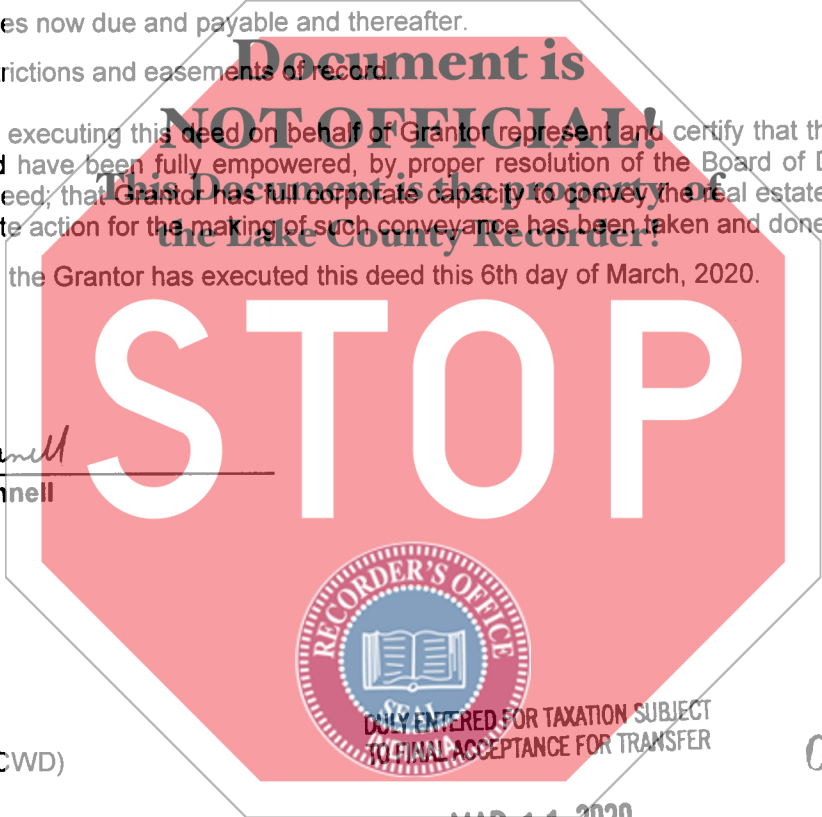 es now due and payable and thereafter.
Document is
rictions and easements of record.
NOT OFFICIAL!
executing this deed on behalf of Grantor represent and certify that th
d have been fully empowered, by proper resolution of the Board of D
This Document is the property of
eed; that Grantor has full corporate capacity to convey the real estate
te action for the making of such conveyance has been taken and done
the Lake County Recorder!
the Grantor has executed this deed this 6th day of March, 2020.
STOP
nell
nnell
RECORDER'S OFFICE
SEAL
INDIANA
DULY ENTERED FOR TAXATION SUBJECT
TO FINAL ACCEPTANCE FOR TRANSFER
CWD)
MAR 2020